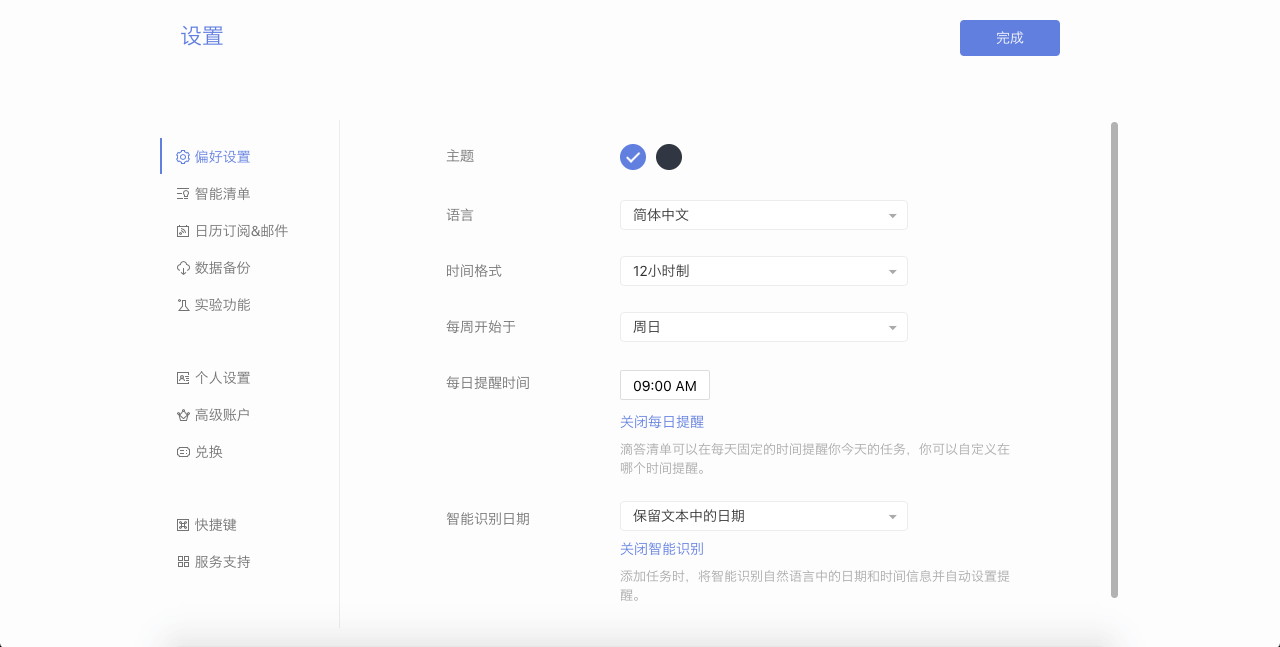 设置
完成
偏好设置
智能清单
日历订阅&邮件
数据备份
实验功能
个人设置
高级账户
兑换
快捷键
服务支持
主题
语言
简体中文
时间格式
12小时制
每周开始于
周日
每日提醒时间
09:00 AM
关闭每日提醒
滴答清单可以在每天固定的时间提醒你今天的任务，你可以自定义在
哪个时间提醒。
智能识别日期
保留文本中的日期
关闭智能识别
添加任务时，将智能识别自然语言中的日期和时间信息并自动设置提
醒。